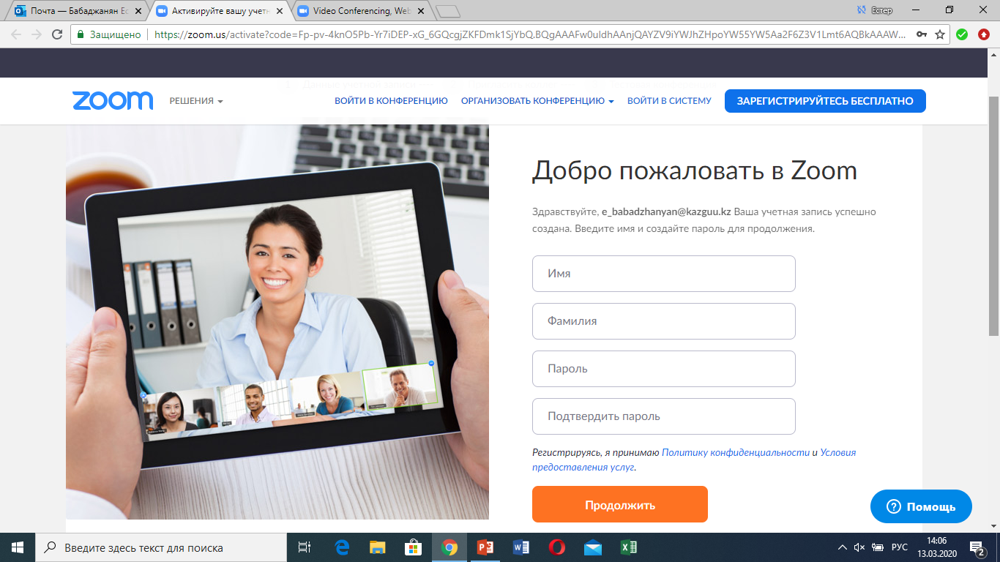 Почта — Бабаджанян Ес
Активируйте вашу учетн
Video Conferencing, Web
Естер
Защищено
https://zoom.us/activate?code=Fp-pv-4knO5Pb-Yr7iDEP-xG_6GQcgjZKFDmk1SjYbQ.BQgAAAFw0uldhAAnjQAYZV9iYWJhZHpoYW55YW5Aa2F6Z3V1Lmt6AQBkAAAW...
zoom
РЕШЕНИЯ
ВОЙТИ В КОНФЕРЕНЦИЮ
ОРГАНИЗОВАТЬ КОНФЕРЕНЦИЮ
ВОЙТИ В СИСТЕМУ
ЗАРЕГИСТРИРУЙТЕСЬ БЕСПЛАТНО
Добро пожаловать в Zoom
Здравствуйте, e_babadzhanyan@kazguu.kz Ваша учетная запись успешно
создана. Введите имя и создайте пароль для продолжения.
Имя
Фамилия
Пароль
Подтвердить пароль
Регистрируясь, я принимаю Политику конфиденциальности и Условия
предоставления услуг.
Продолжить
Помощь
Введите здесь текст для поиска
РУС
14:06
13.03.2020
2